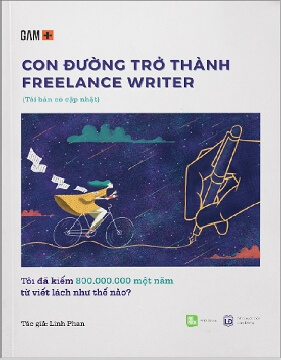 GAM
CON ĐƯỜNG TRỞ THÀNH
FREELANCE WRITER
(Tái bản có cập nhật)
Tôi đã kiếm 800.000.000 một năm
từ viết lách như thế nào?
Tác giả: Linh Phan